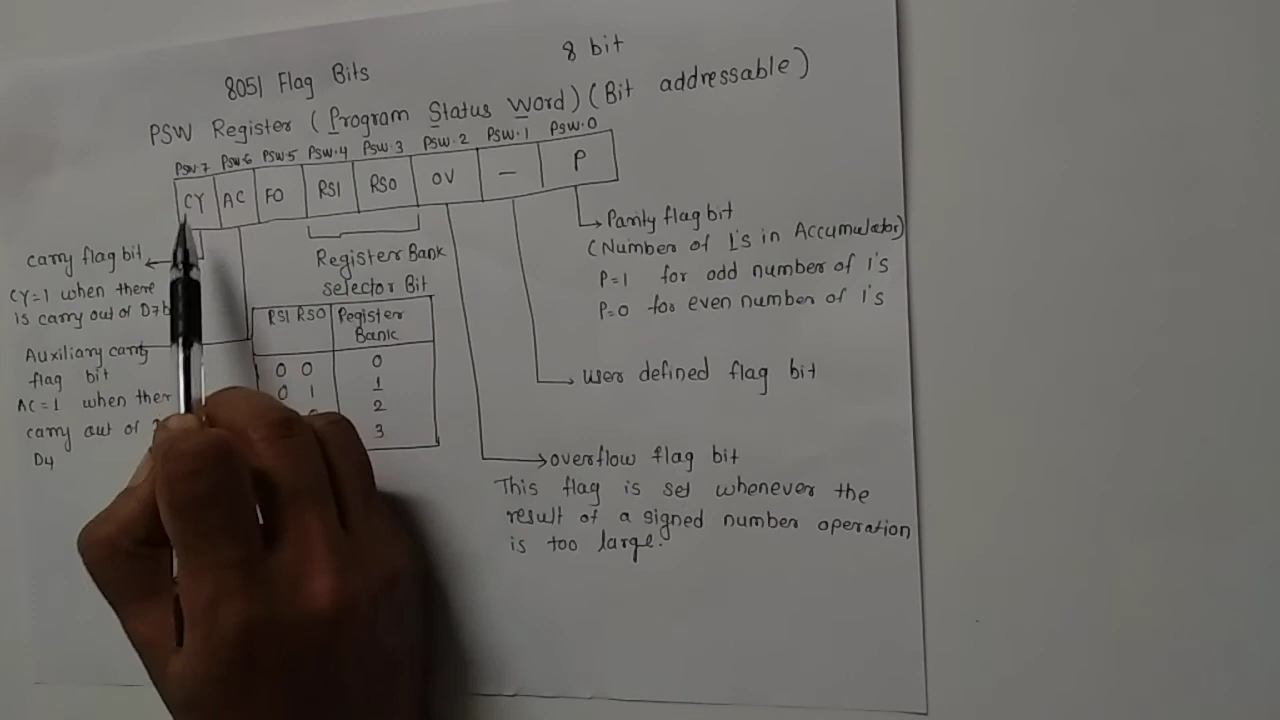 8051 Flag Bits
8 bit
PSW Register (Program Status Word) (Bit addressable)
PSW.7 PSW.6 PSW.5 PSW.4 PSW.3 PSW.2 PSW.1 PSW.0
CY AC FO RS1 RS0 OV — P
carry flag bit
CY=1 when there
is carry out of D7
Auxiliary carry
flag bit
AC=1 when
carry out of
D4
Register Bank
selector Bit
RS1 RS0 Register
Bank
0 0 0
0 1 1
2
3
Parity flag bit
(Number of 1's in Accumulator)
P=1 for odd number of 1's
P=0 for even number of 1's
user defined flag bit
overflow flag bit
This flag is set whenever the
result of a signed number operation
is too large.